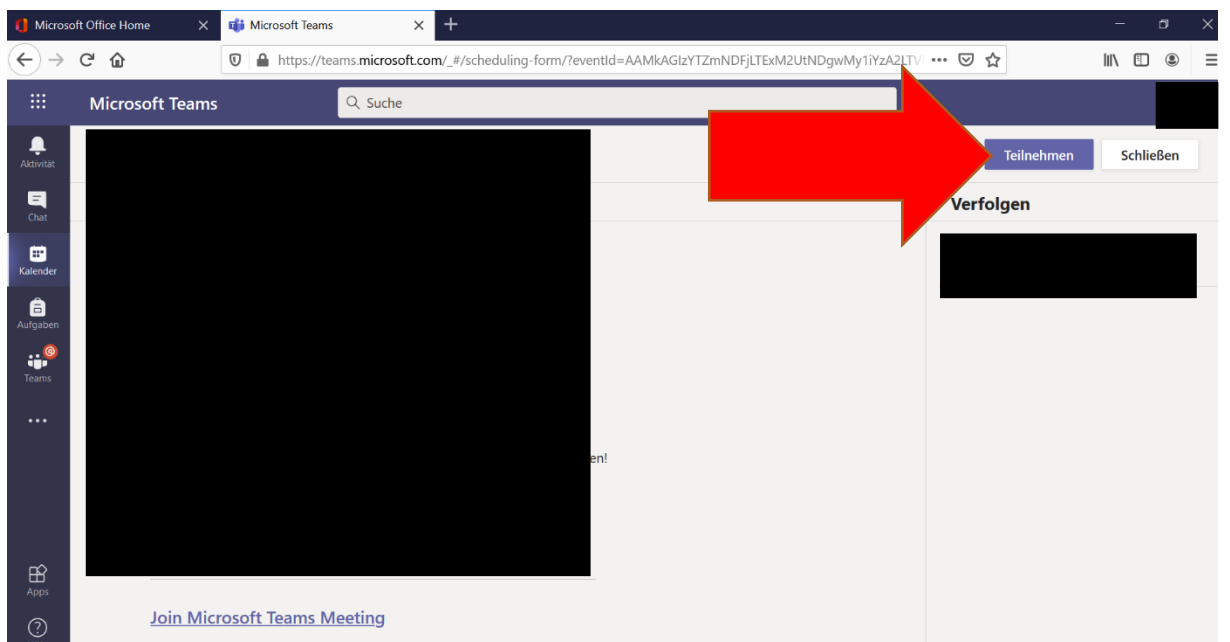 Microsoft Office Home
Microsoft Teams
https://teams.microsoft.com/_#/scheduling-form/?eventId=
Microsoft Teams
Suche
Aktivität
Teilnehmen
Schließen
Chat
Verfolgen
Kalender
Aufgaben
Teams
en!
Apps
Join Microsoft Teams Meeting